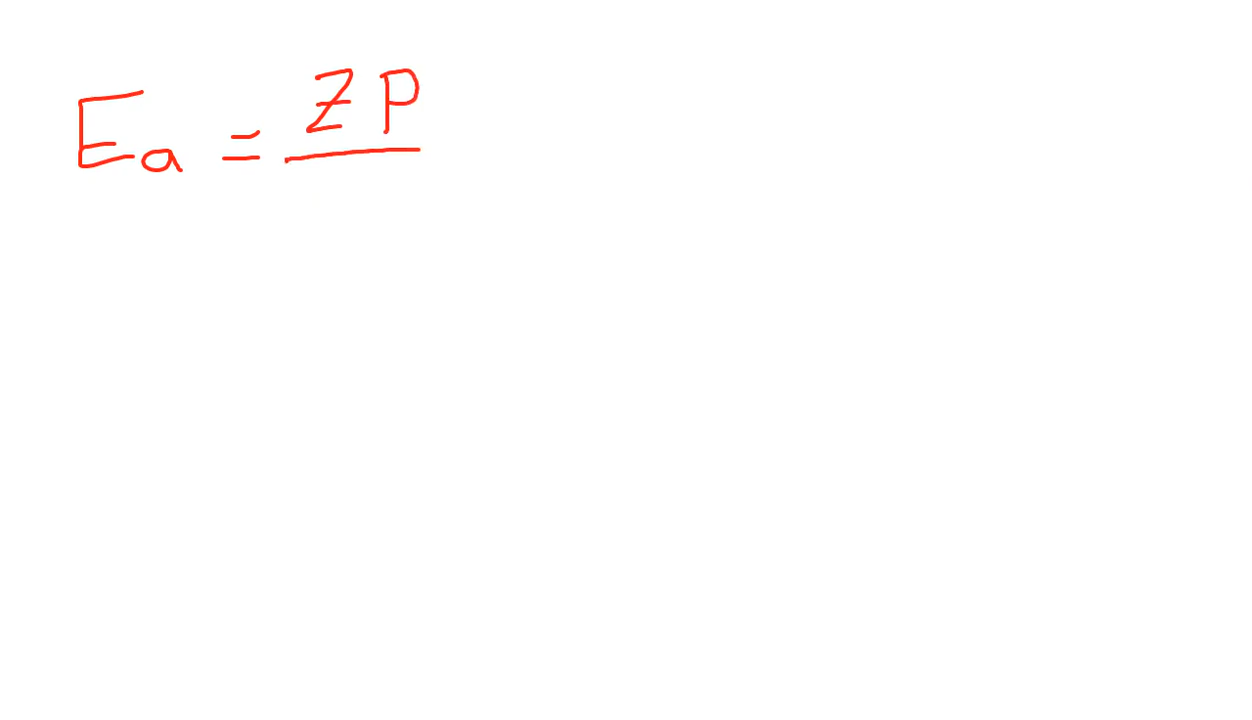 Ea = ZP